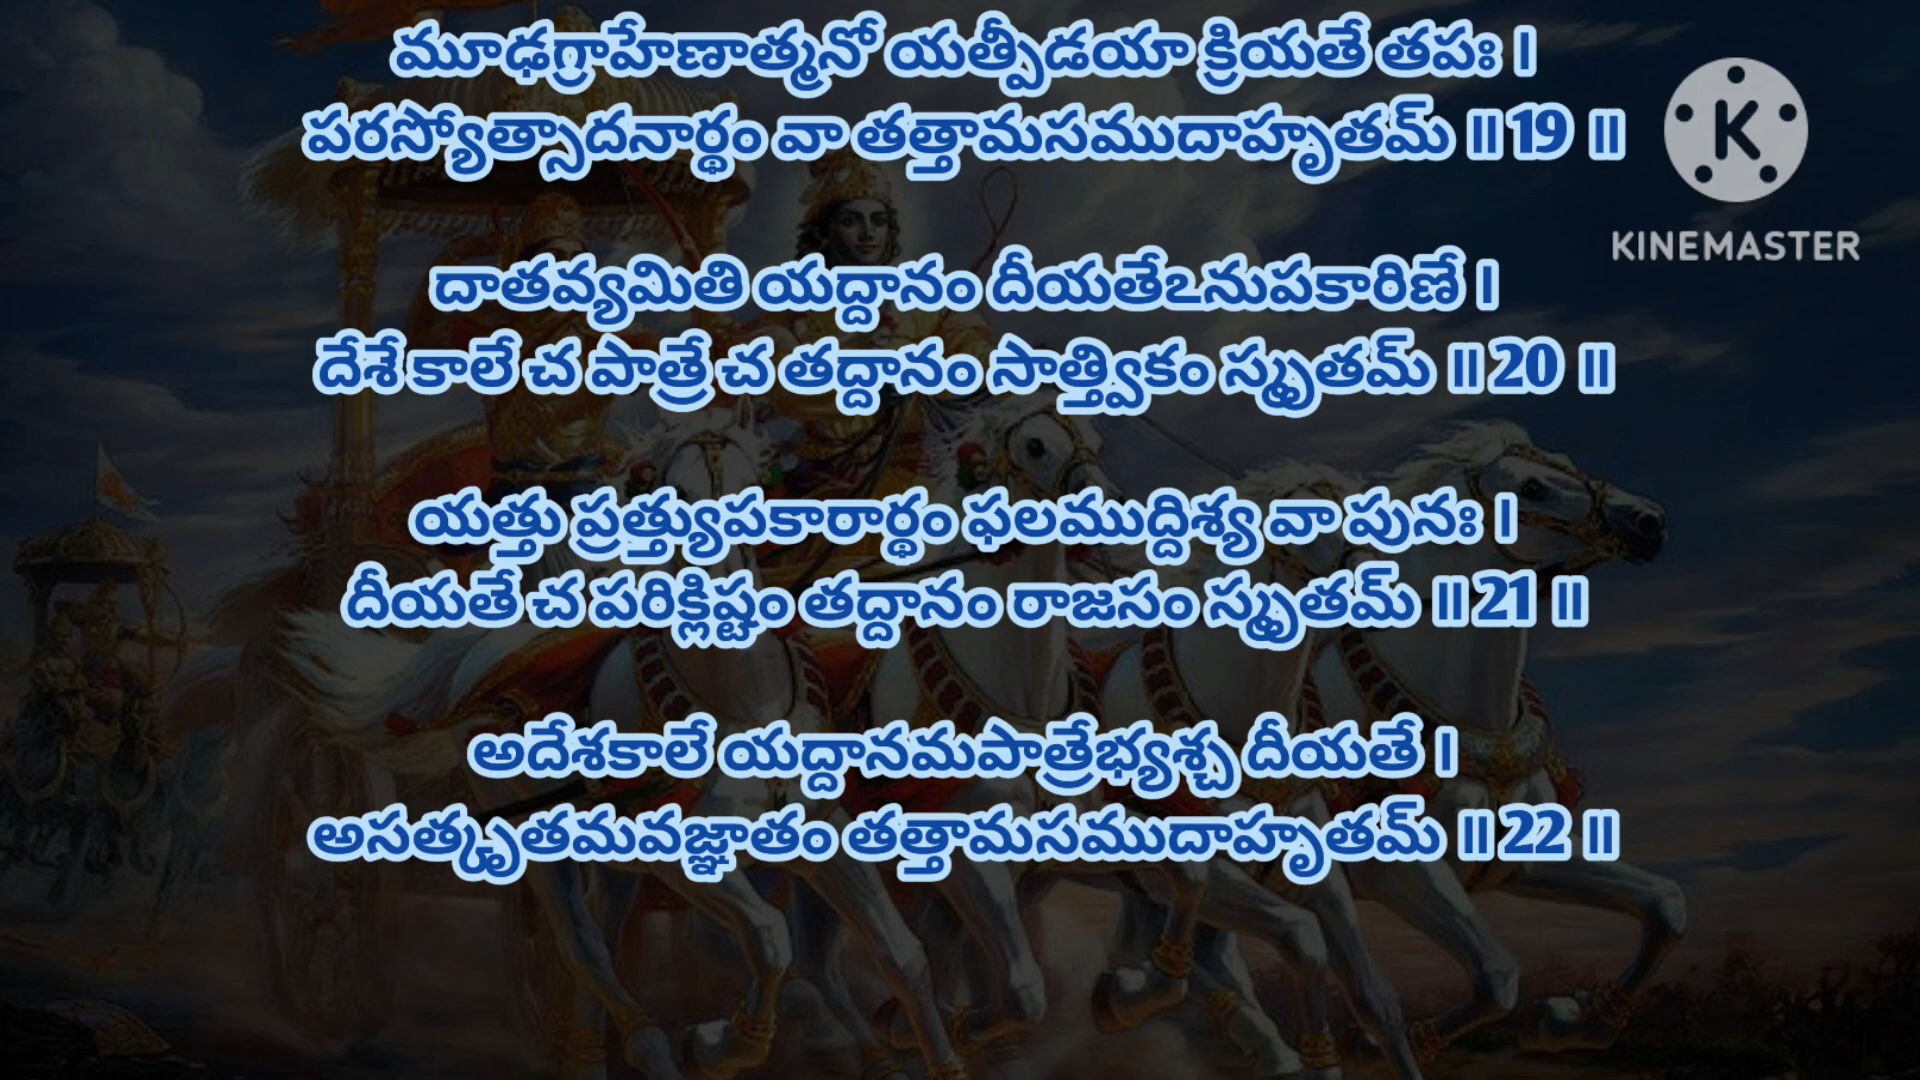 మూఢగ్రాహేణాత్మనో యత్పీడయా క్రియతే తపః ।
పరస్యోత్సాదనార్థం వా తత్తామసముదాహృతమ్ ॥ 19 ॥
దాతవ్యమితి యద్దానం దీయతేఽనుపకారిణే ।
దేశే కాలే చ పాత్రే చ తద్దానం సాత్త్వికం స్మృతమ్ ॥ 20 ॥
యత్తు ప్రత్త్యుపకారార్థం ఫలముద్దిశ్య వా పునః ।
దీయతే చ పరిక్లిష్టం తద్దానం రాజసం స్మృతమ్ ॥ 21 ॥
అదేశకాలే యద్దానమపాత్రేభ్యశ్చ దీయతే ।
అసత్కృతమవజ్ఞాతం తత్తామసముదాహృతమ్ ॥ 22 ॥
K
KINEMASTER